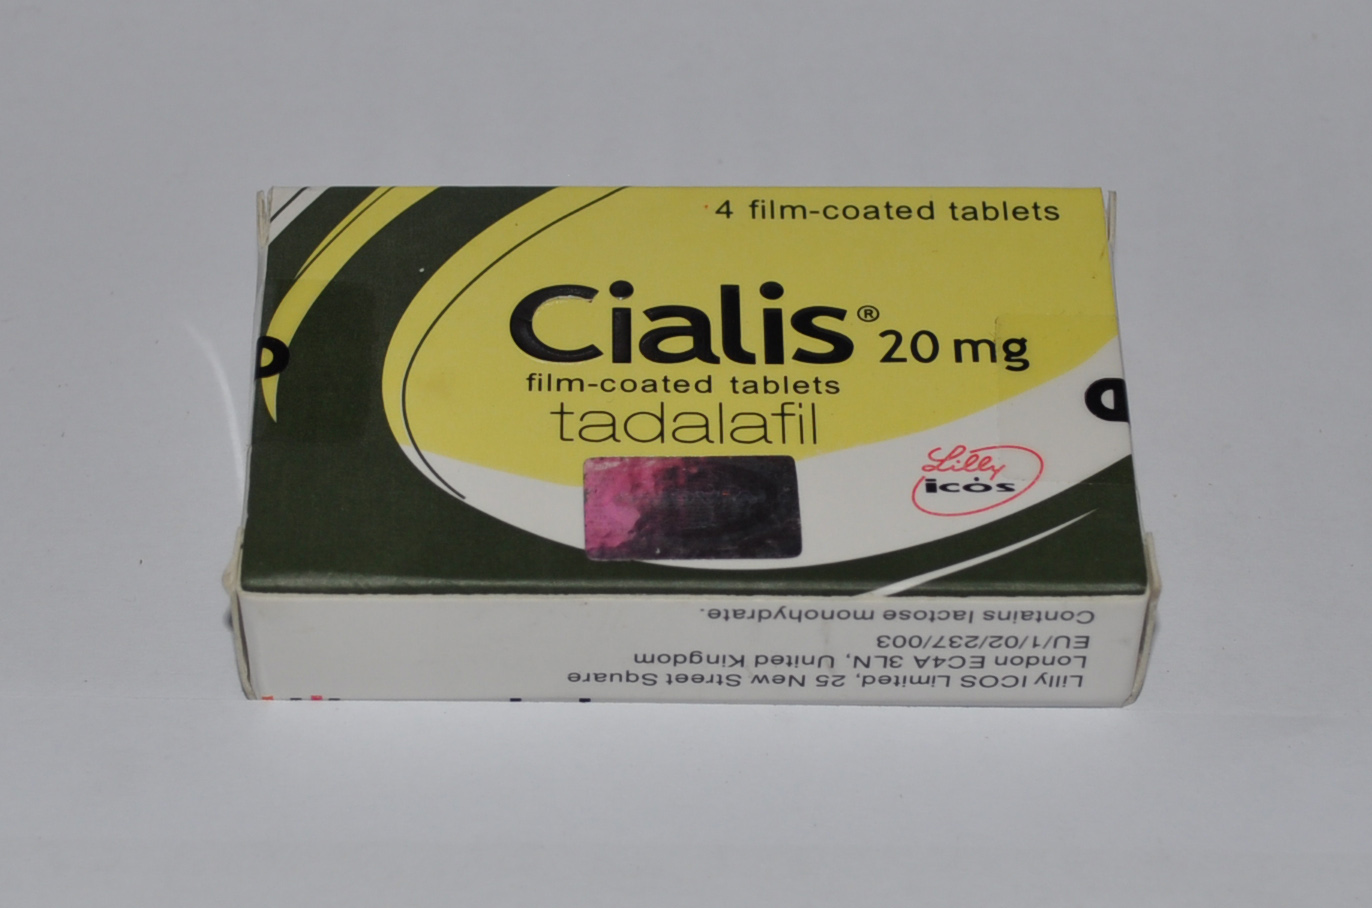 4 film-coated tablets
Cialis® 20 mg
film-coated tablets
tadalafil
Lilly
icos
Lilly ICOS Limited, 25 New Street Square
London EC4A 3LN, United Kingdom
EU/1/02/237/003
Contains lactose monohydrate.